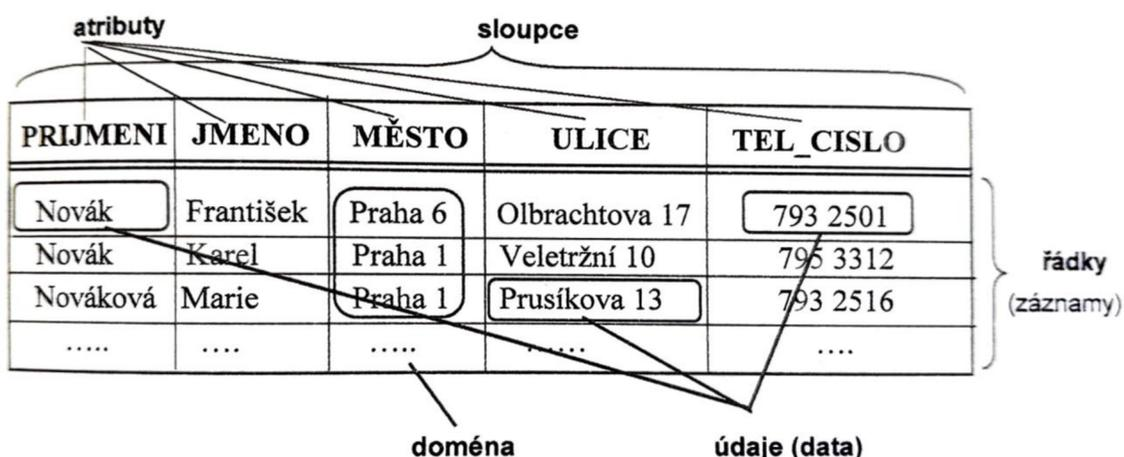 atributy sloupce
PRIJMENI JMENO MĚSTO ULICE TEL_CISLO
Novák František Praha 6 Olbrachtova 17 793 2501
Novák Karel Praha 1 Veletržní 10 795 3312
Nováková Marie Praha 1 Prusíkova 13 793 2516
..... .... ..... ...... ....
řádky
(záznamy)
doména údaje (data)